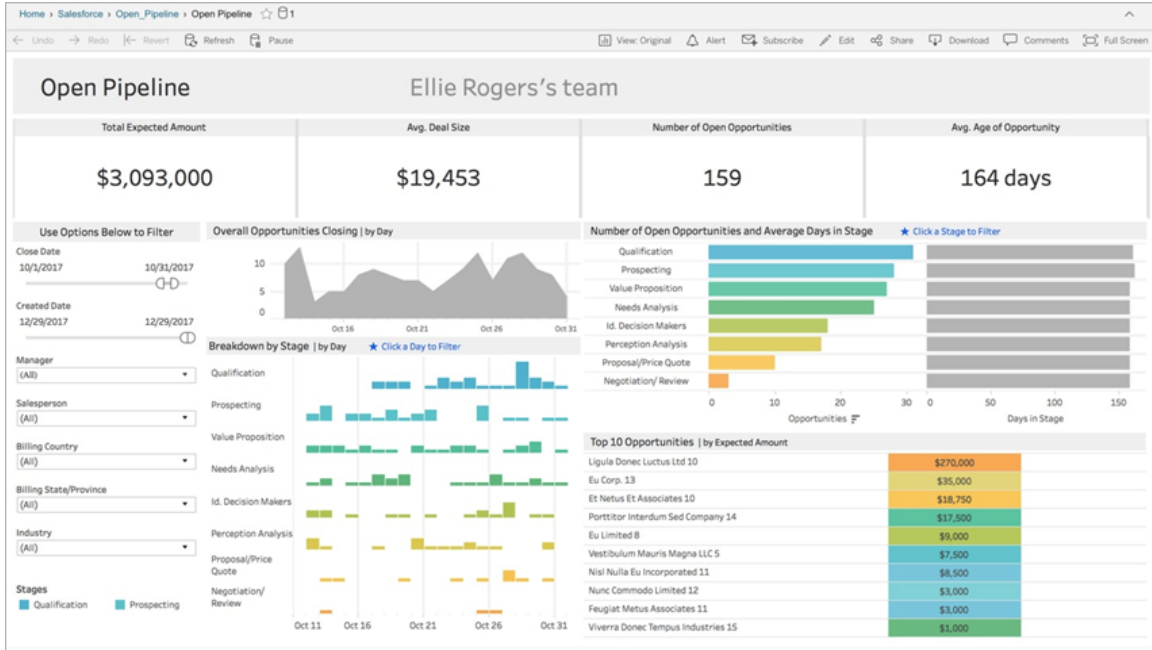 Home › Salesforce › Open_Pipeline › Open Pipeline 1
Undo Redo Revert Refresh Pause View: Original Alert Subscribe Edit Share Download Comments Full Screen
Open Pipeline Ellie Rogers's team
Total Expected Amount Avg. Deal Size Number of Open Opportunities Avg. Age of Opportunity
$3,093,000 $19,453 159 164 days
Use Options Below to Filter
Close Date
10/1/2017 10/31/2017
Created Date
12/29/2017 12/29/2017
Manager
(All)
Salesperson
(All)
Billing Country
(All)
Billing State/Province
(All)
Industry
(All)
Stages
Qualification Prospecting
Overall Opportunities Closing | by Day
10
5
0
Oct 16 Oct 21 Oct 26 Oct 31
Breakdown by Stage | by Day ★ Click a Day to Filter
Qualification
Prospecting
Value Proposition
Needs Analysis
Id. Decision Makers
Perception Analysis
Proposal/Price
Quote
Negotiation/
Review
Oct 11 Oct 16 Oct 21 Oct 26 Oct 31
Number of Open Opportunities and Average Days in Stage ★ Click a Stage to Filter
Qualification
Prospecting
Value Proposition
Needs Analysis
Id. Decision Makers
Perception Analysis
Proposal/Price Quote
Negotiation/ Review
0 10 20 30 0 50 100 150
Opportunities Days in Stage
Top 10 Opportunities | by Expected Amount
Ligula Donec Luctus Ltd 10 $270,000
Eu Corp. 13 $35,000
Et Netus Et Associates 10 $18,750
Porttitor Interdum Sed Company 14 $17,500
Eu Limited 8 $9,000
Vestibulum Mauris Magna LLC 5 $7,500
Nisl Nulla Eu Incorporated 11 $8,500
Nunc Commodo Limited 12 $3,000
Feugiat Metus Associates 11 $3,000
Viverra Donec Tempus Industries 15 $1,000